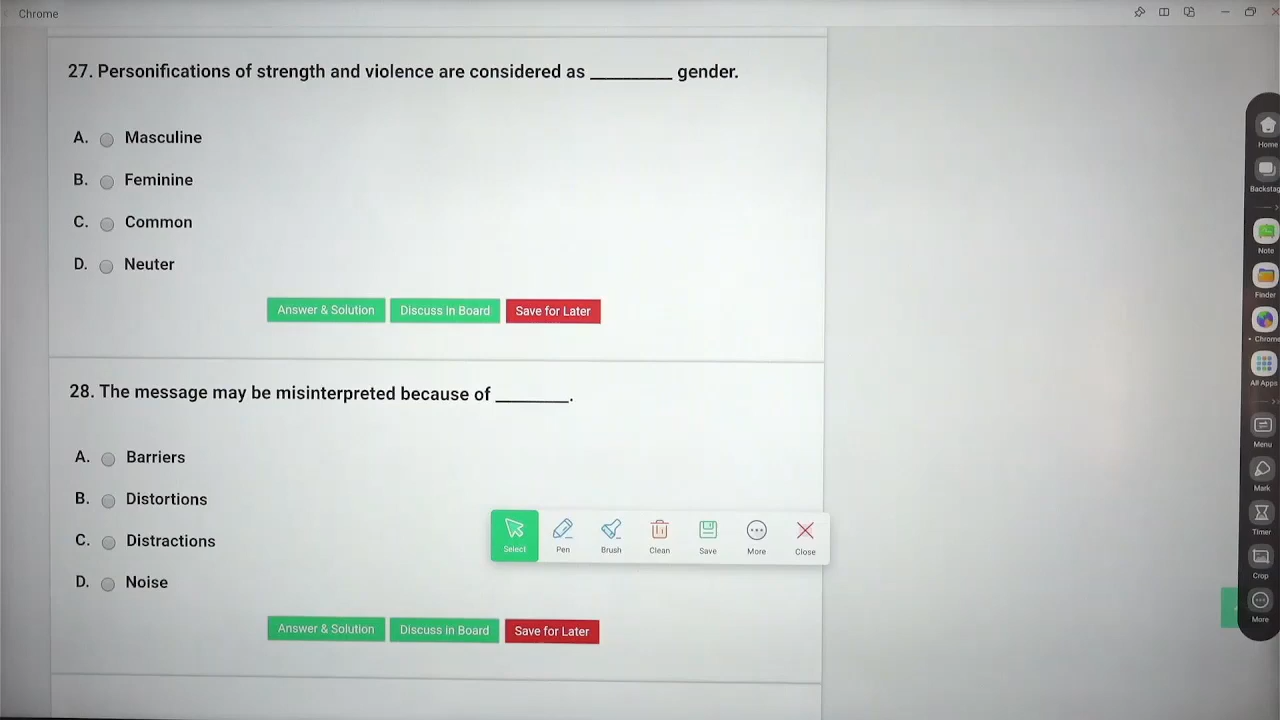 Chrome
27. Personifications of strength and violence are considered as _________ gender.
A. Masculine
B. Feminine
C. Common
D. Neuter
Answer & Solution Discuss in Board Save for Later
28. The message may be misinterpreted because of ________.
A. Barriers
B. Distortions
C. Distractions
D. Noise
Answer & Solution Discuss in Board Save for Later
Select Pen Brush Clean Save More Close
Home
Backstag
Note
Finder
Chrome
All Apps
Menu
Mark
Timer
Crop
More